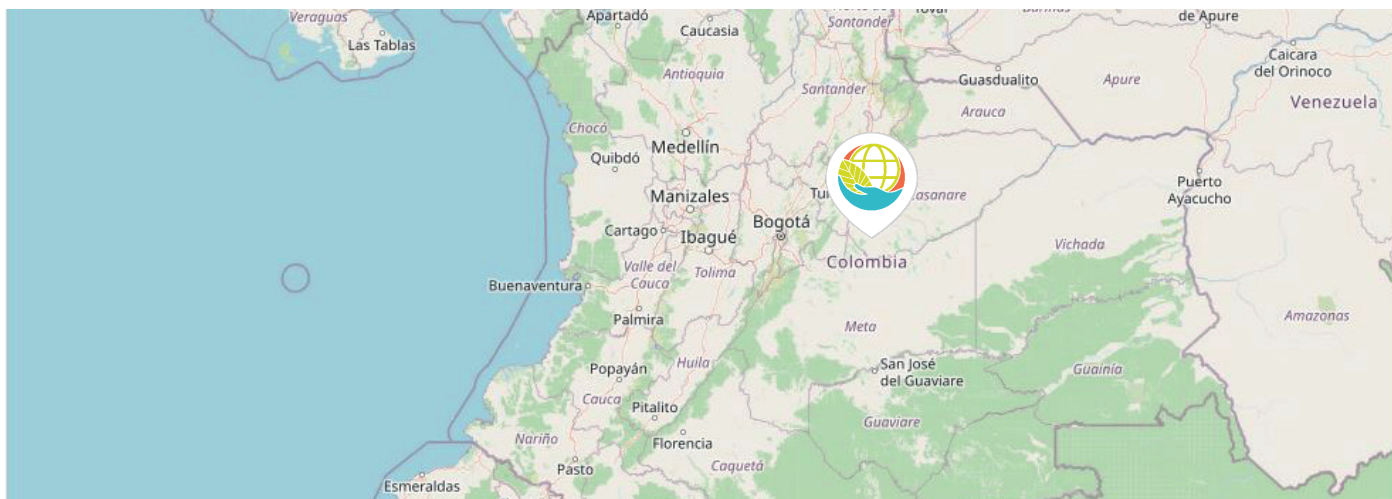 Veraguas
Las Tablas
Apartadó
Caucasia
Santander
de Apure
Caicara
del Orinoco
Guasdualito
Apure
Venezuela
Antioquia
Santander
Arauca
Chocó
Medellín
Quibdó
Puerto
Ayacucho
Manizales
Cartago
Ibagué
Bogotá
Vichada
Valle del
Cauca
Tolima
Colombia
Buenaventura
Palmira
Meta
Amazonas
Huila
San José
del Guaviare
Guainía
Popayán
Cauca
Pitalito
Guaviare
Nariño
Florencia
Pasto
Caquetá
Esmeraldas